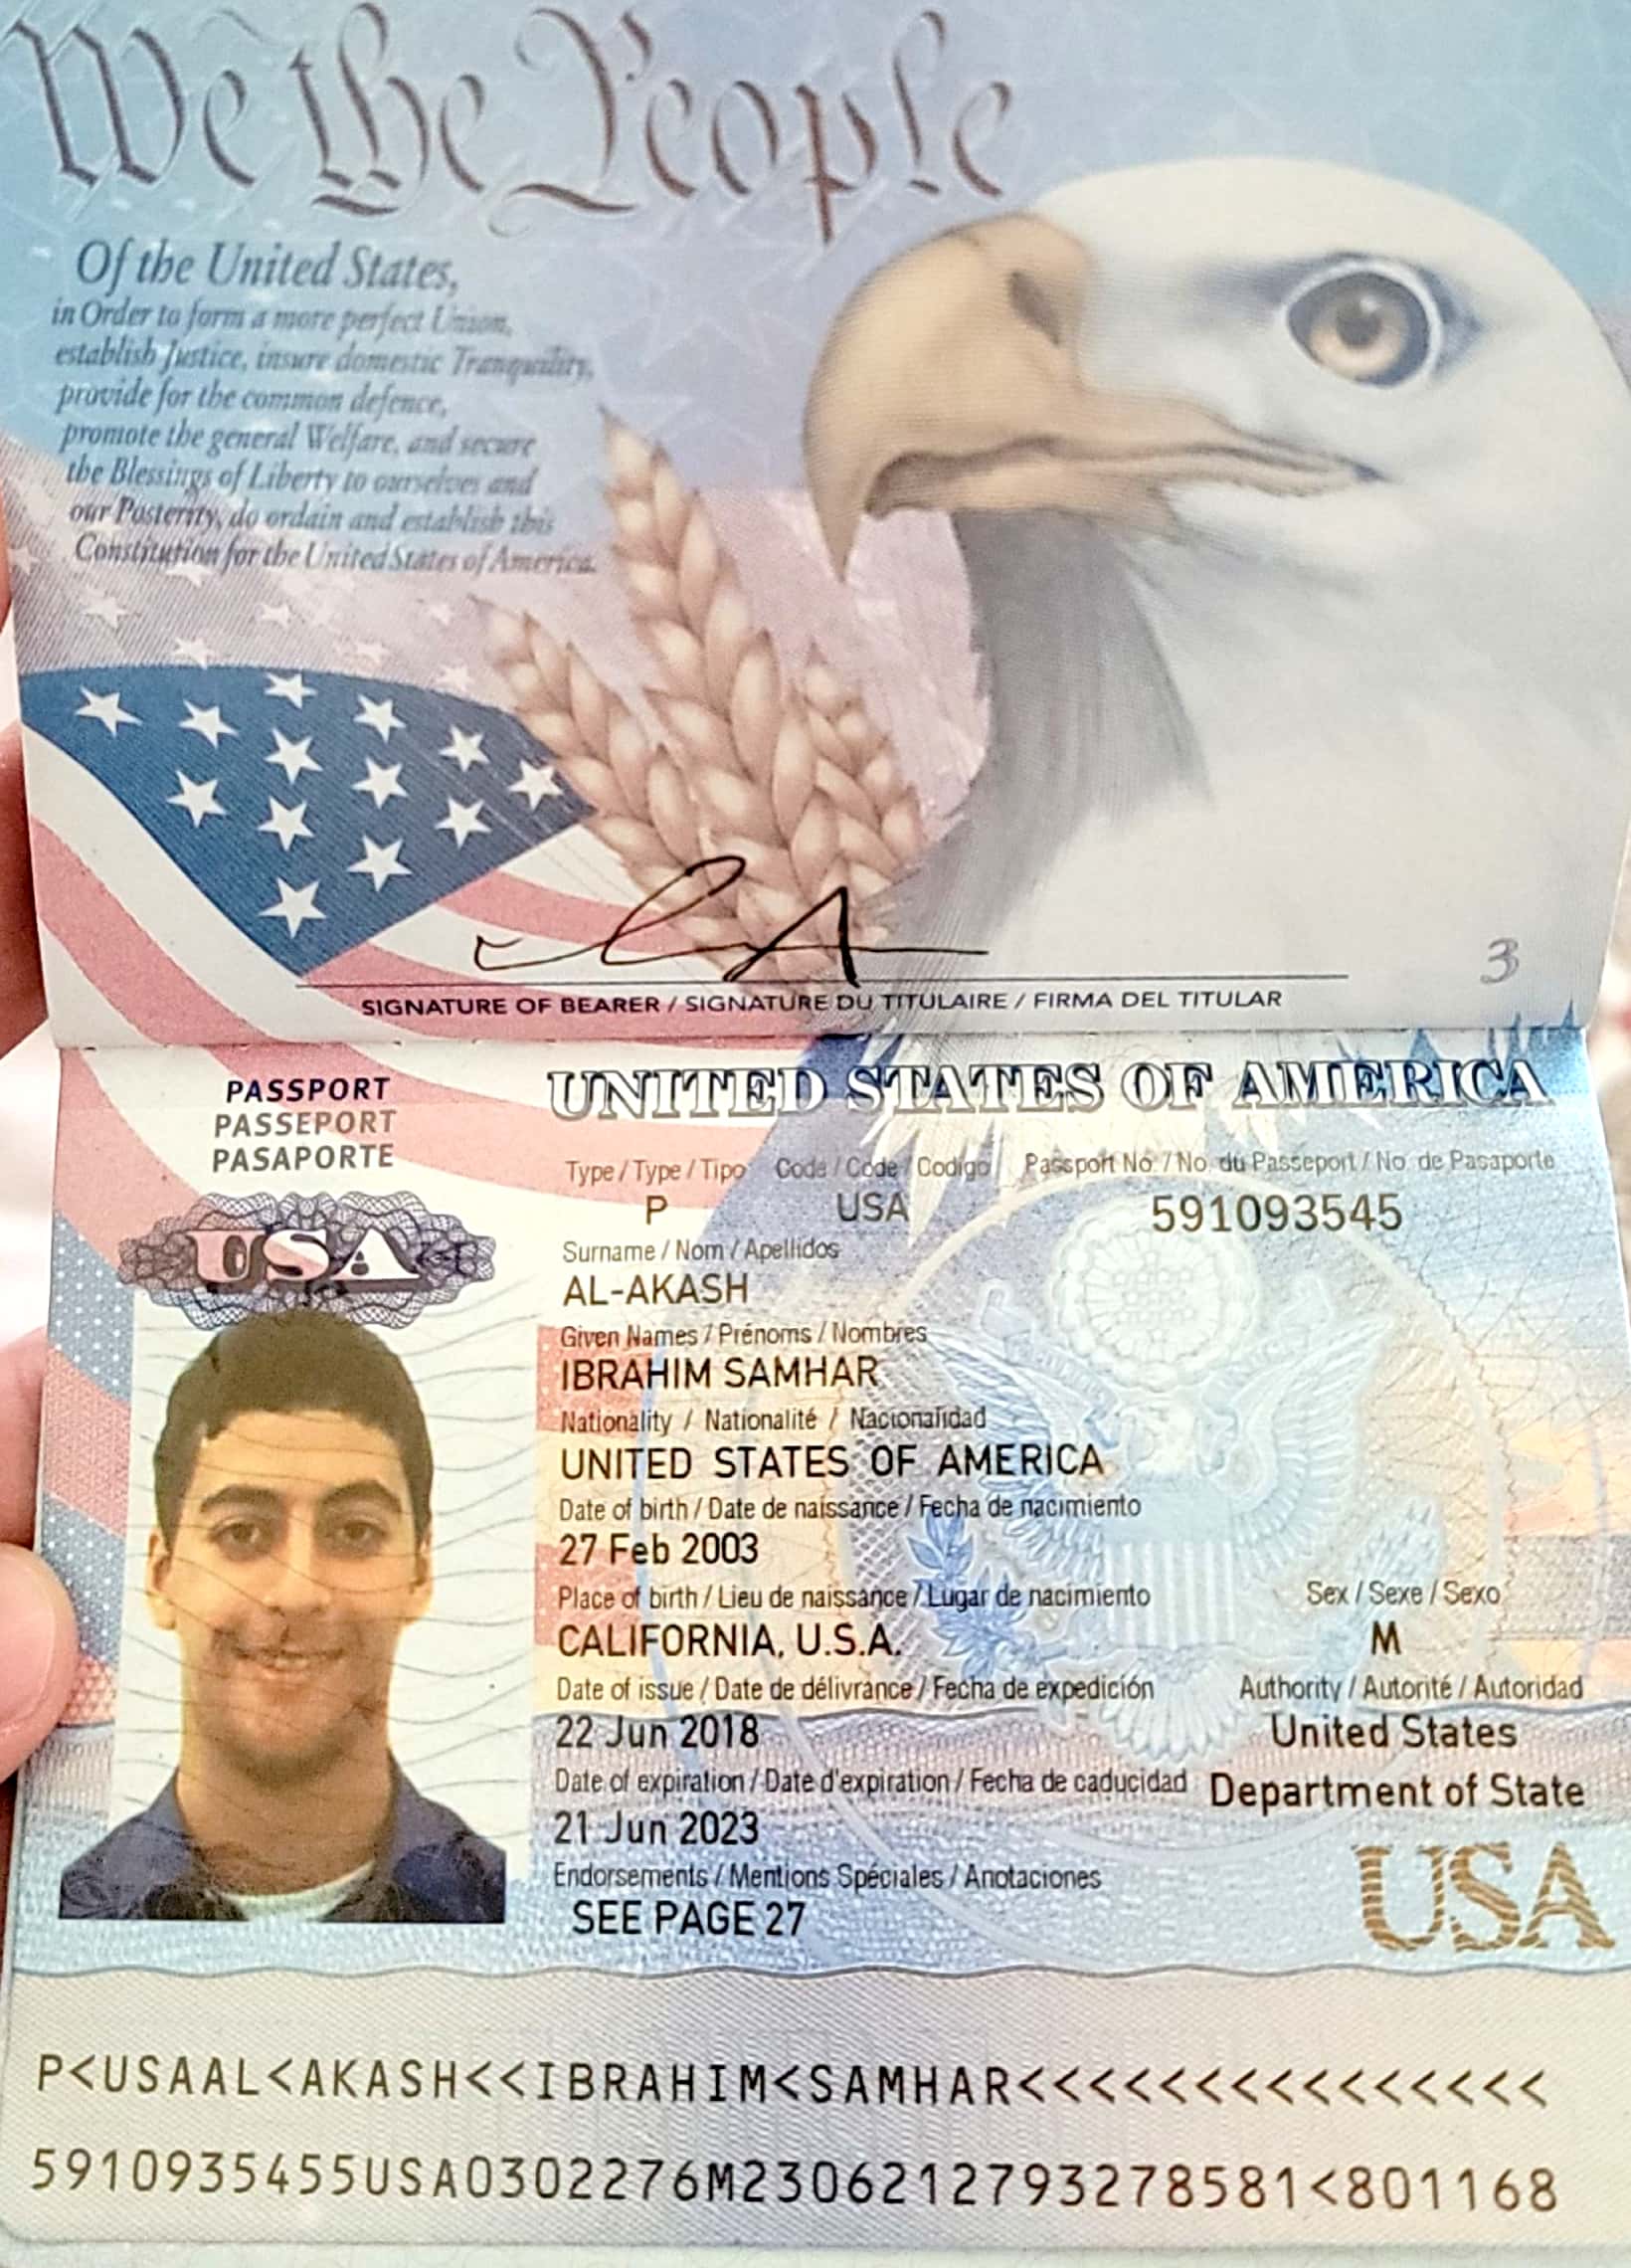 We the People
Of the United States,
in Order to form a more perfect Union,
establish Justice, insure domestic Tranquility,
provide for the common defence,
promote the general Welfare, and secure
the Blessings of Liberty to ourselves and
our Posterity, do ordain and establish this
Constitution for the United States of America.
3
SIGNATURE OF BEARER / SIGNATURE DU TITULAIRE / FIRMA DEL TITULAR
PASSPORT
PASSEPORT
PASAPORTE
USA
UNITED STATES OF AMERICA
Type / Type / Tipo Code / Code / Codigo Passport No. / No. du Passeport / No. de Pasaporte
P USA 591093545
Surname / Nom / Apellidos
AL-AKASH
Given Names / Prénoms / Nombres
IBRAHIM SAMHAR
Nationality / Nationalité / Nacionalidad
UNITED STATES OF AMERICA
Date of birth / Date de naissance / Fecha de nacimiento
27 Feb 2003
Place of birth / Lieu de naissance / Lugar de nacimiento Sex / Sexe / Sexo
CALIFORNIA, U.S.A. M
Date of issue / Date de délivrance / Fecha de expedición Authority / Autorité / Autoridad
22 Jun 2018 United States
Date of expiration / Date d'expiration / Fecha de caducidad Department of State
21 Jun 2023
Endorsements / Mentions Spéciales / Anotaciones
SEE PAGE 27
USA
P<USAAL<AKASH<<IBRAHIM<SAMHAR<<<<<<<<<<<<<<<
5910935455USA0302276M2306212793278581<801168